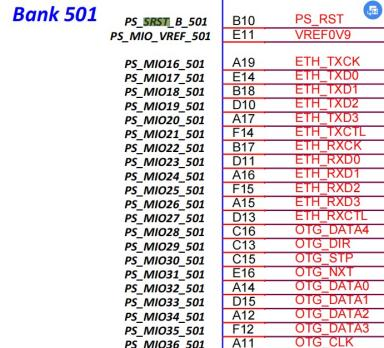 Bank 501
PS_SRST_B_501 B10 PS_RST
PS_MIO_VREF_501 E11 VREF0V9
PS_MIO16_501 A19 ETH_TXCK
PS_MIO17_501 E14 ETH_TXD0
PS_MIO18_501 B18 ETH_TXD1
PS_MIO19_501 D10 ETH_TXD2
PS_MIO20_501 A17 ETH_TXD3
PS_MIO21_501 F14 ETH_TXCTL
PS_MIO22_501 B17 ETH_RXCK
PS_MIO23_501 D11 ETH_RXD0
PS_MIO24_501 A16 ETH_RXD1
PS_MIO25_501 F15 ETH_RXD2
PS_MIO26_501 A15 ETH_RXD3
PS_MIO27_501 D13 ETH_RXCTL
PS_MIO28_501 C16 OTG_DATA4
PS_MIO29_501 C13 OTG_DIR
PS_MIO30_501 C15 OTG_STP
PS_MIO31_501 E16 OTG_NXT
PS_MIO32_501 A14 OTG_DATA0
PS_MIO33_501 D15 OTG_DATA1
PS_MIO34_501 A12 OTG_DATA2
PS_MIO35_501 F12 OTG_DATA3
PS_MIO36_501 A11 OTG_CLK